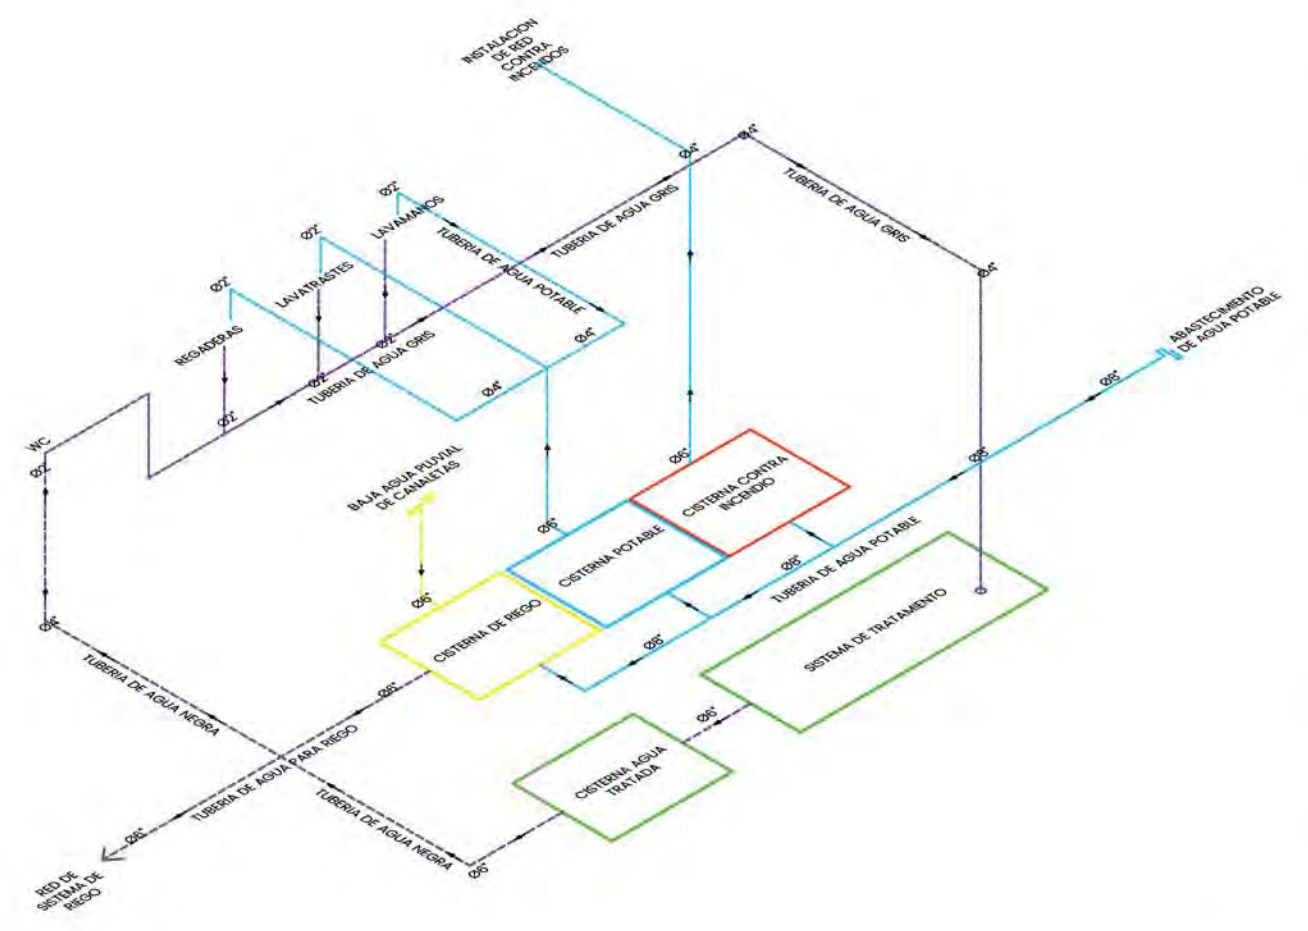 INSTALACION
DE RED
CONTRA
INCENDOS
Ø4"
Ø4"
TUBERIA DE AGUA GRIS
TUBERIA DE AGUA GRIS
Ø4"
Ø2"
LAVAMANOS
TUBERIA DE AGUA POTABLE
Ø2"
LAVATRASTES
Ø2"
REGADERAS
Ø4"
Ø4"
Ø2"
Ø2"
Ø2"
TUBERIA DE AGUA GRIS
WC
Ø2"
ABASTECIMIENTO
DE AGUA POTABLE
Ø8"
Ø8"
Ø6"
CISTERNA CONTRA
INCENDIO
BAJA AGUA PLUVIAL
DE CANALETAS
Ø6"
CISTERNA POTABLE
Ø8"
TUBERIA DE AGUA POTABLE
Ø6"
CISTERNA DE RIEGO
Ø8"
SISTEMA DE TRATAMIENTO
TUBERIA DE AGUA NEGRA
Ø6"
Ø6"
TUBERIA DE AGUA PARA RIEGO
CISTERNA AGUA
TRATADA
TUBERIA DE AGUA NEGRA
Ø6"
Ø6"
RED DE
SISTEMA DE
RIEGO